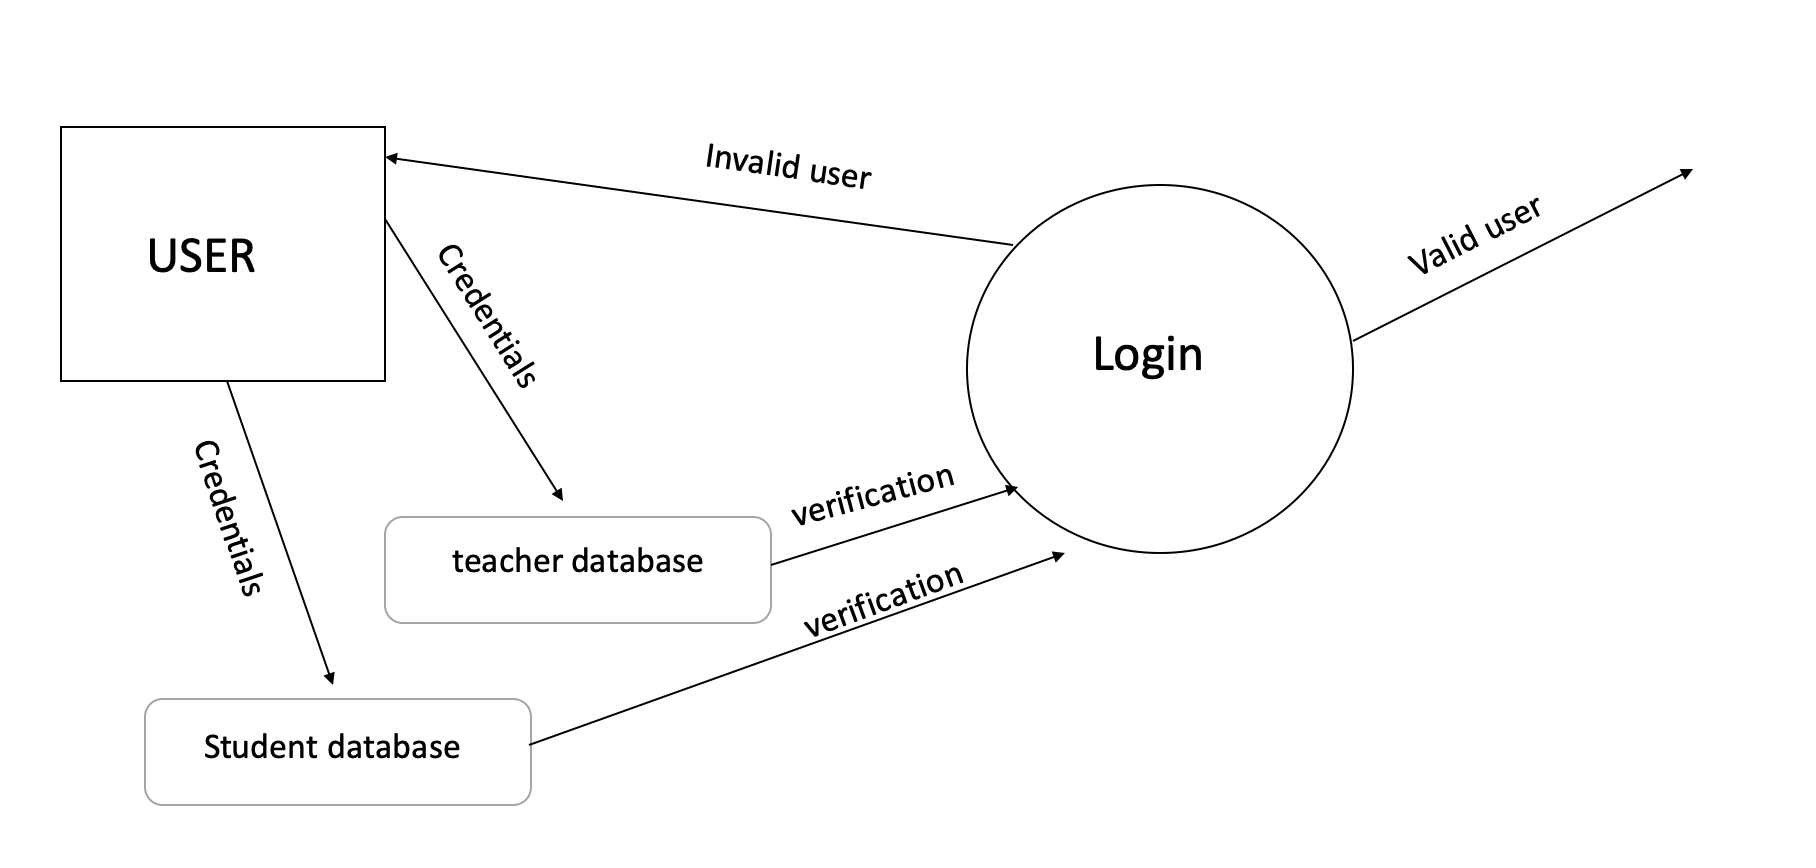 Invalid user
Valid user
USER
Credentials
Login
Credentials
verification
teacher database
verification
Student database